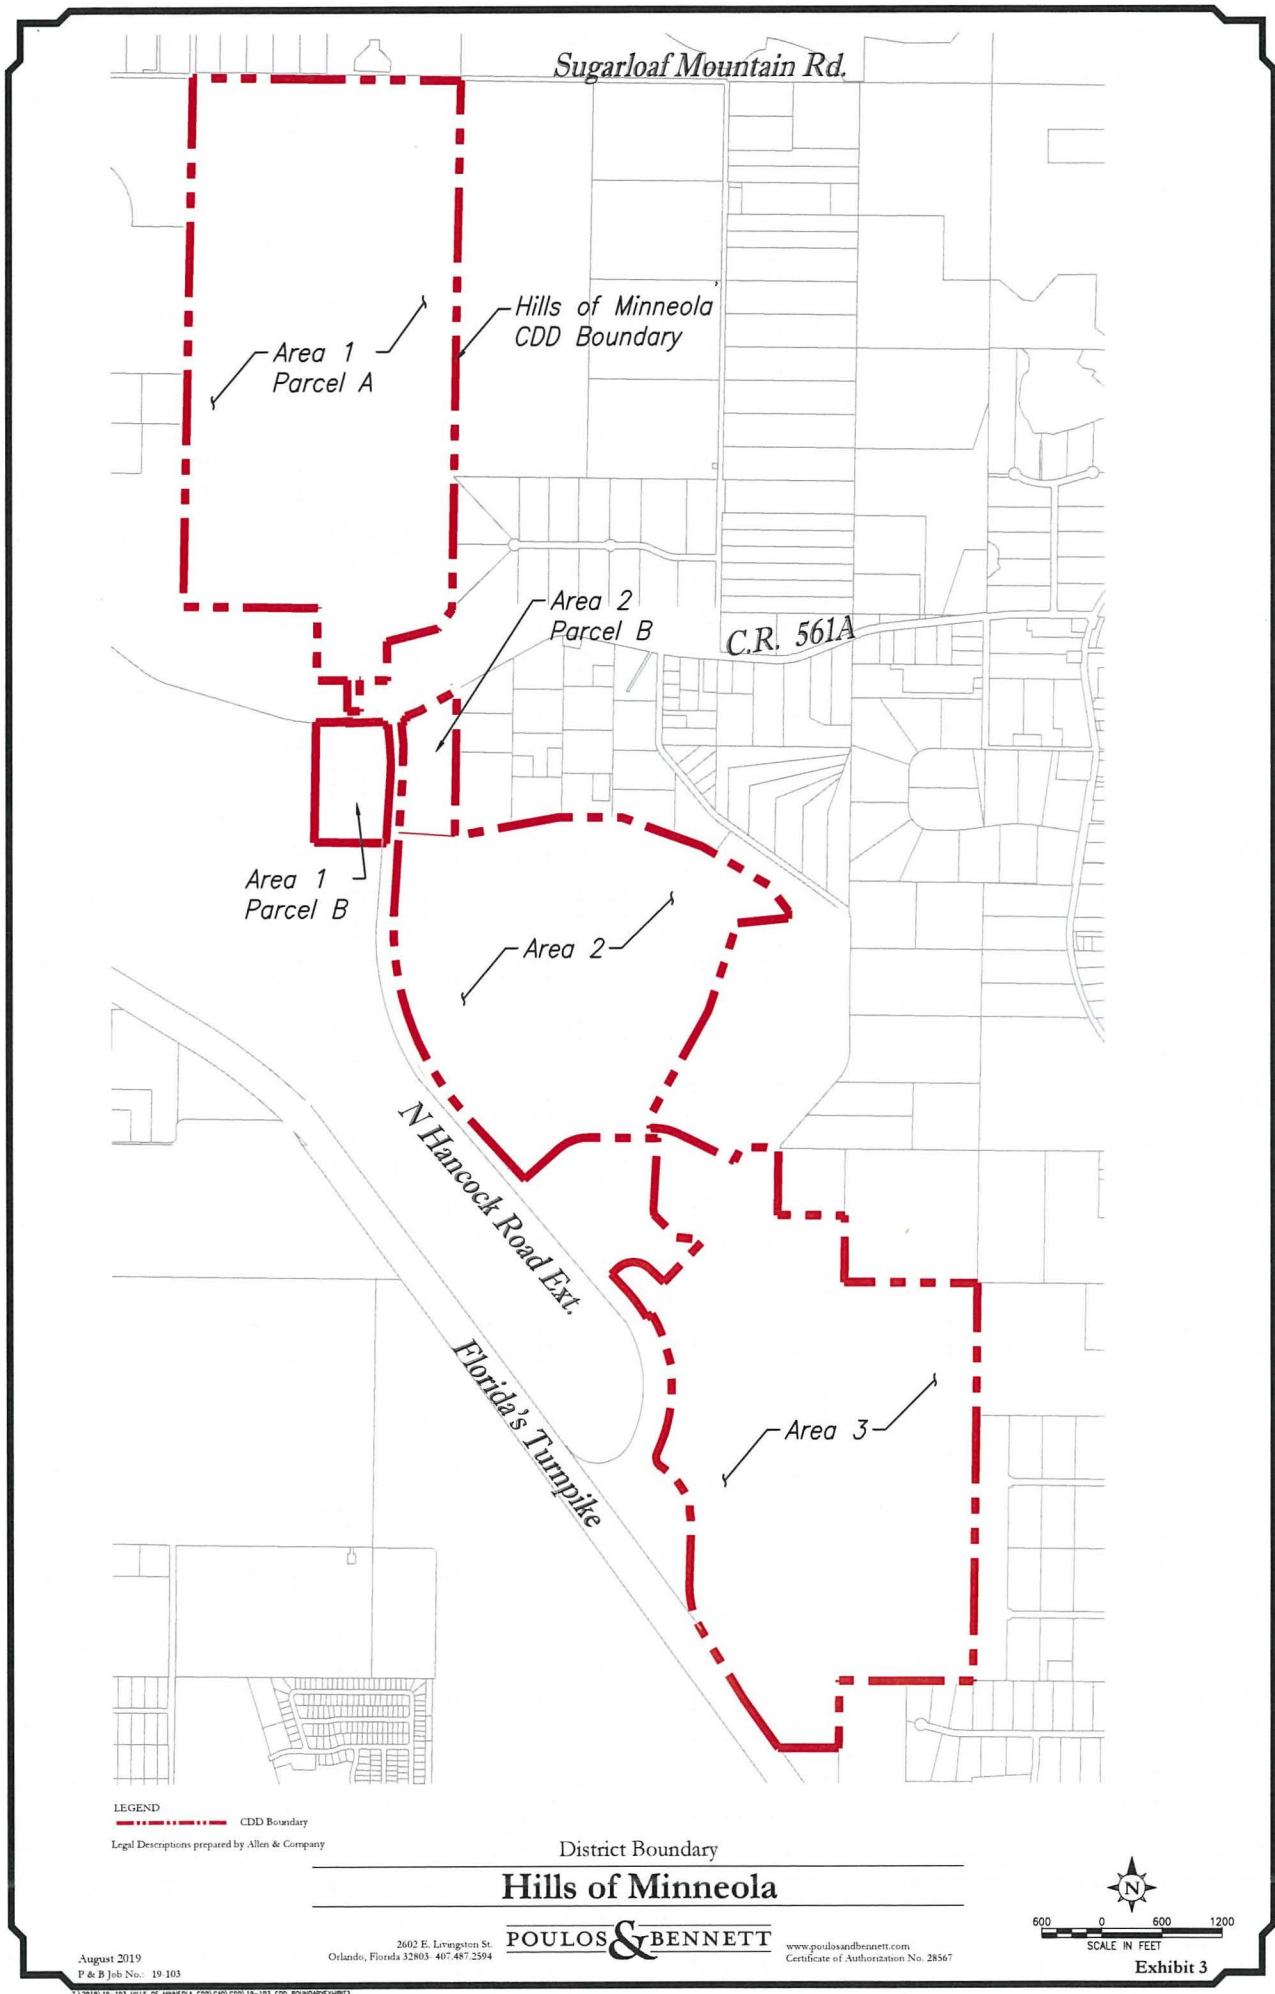 Sugarloaf Mountain Rd.
Hills of Minneola
CDD Boundary
Area 1
Parcel A
Area 2
Parcel B
C.R. 561A
Area 1
Parcel B
Area 2
N Hancock Road Ext.
Florida's Turnpike
Area 3
LEGEND
CDD Boundary
Legal Descriptions prepared by Allen & Company
District Boundary
Hills of Minneola
2602 E. Livingston St.
Orlando, Florida 32803- 407.487.2594
POULOS & BENNETT
www.poulosandbennett.com
Certificate of Authorization No. 28567
N
600 0 600 1200
SCALE IN FEET
Exhibit 3
August 2019
P & B Job No.: 19-103